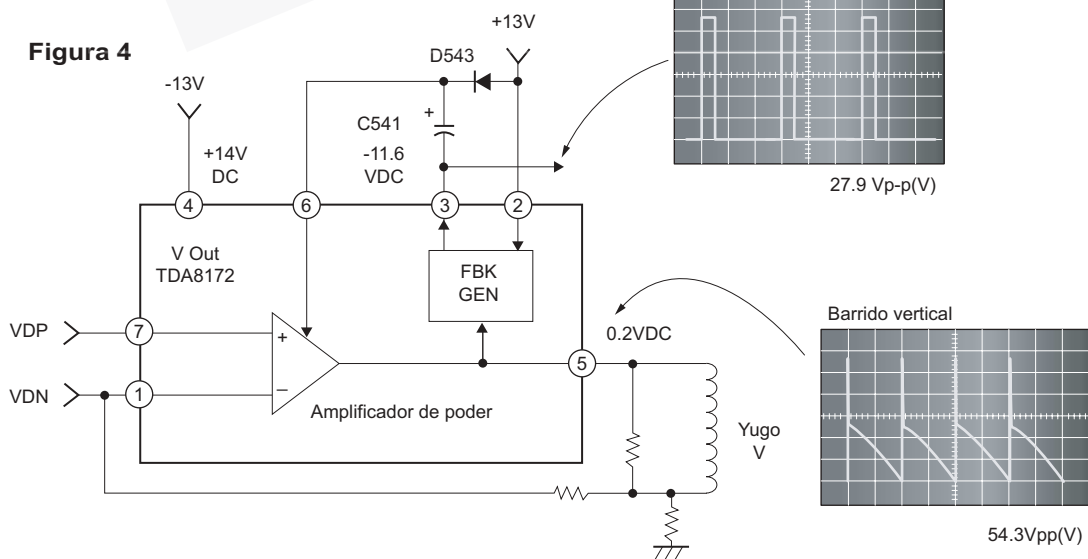 Figura 4
+13V
D543
-13V
C541
+
-11.6
VDC
+14V
DC
27.9 Vp-p(V)
4
6
3
2
V Out
TDA8172
FBK
GEN
0.2VDC
Barrido vertical
VDP
7
+
5
VDN
1
–
Amplificador de poder
Yugo
V
54.3Vpp(V)